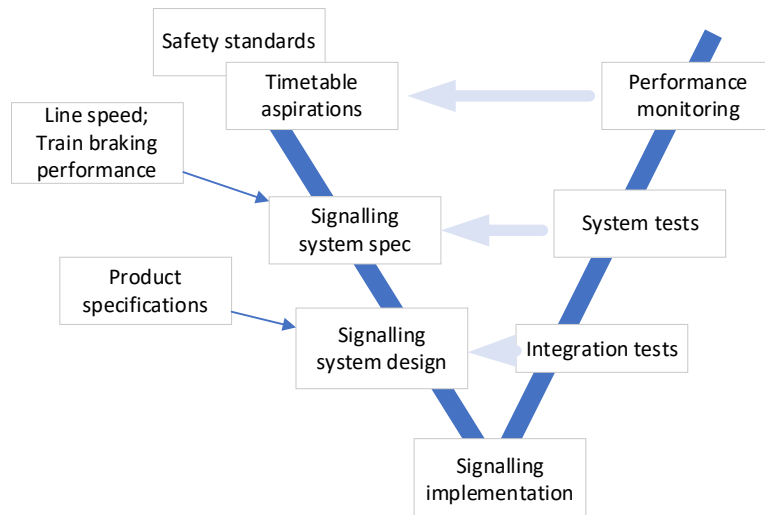 Safety standards
Timetable
aspirations
Performance
monitoring
Line speed;
Train braking
performance
Signalling
system spec
System tests
Product
specifications
Signalling
system design
Integration tests
Signalling
implementation